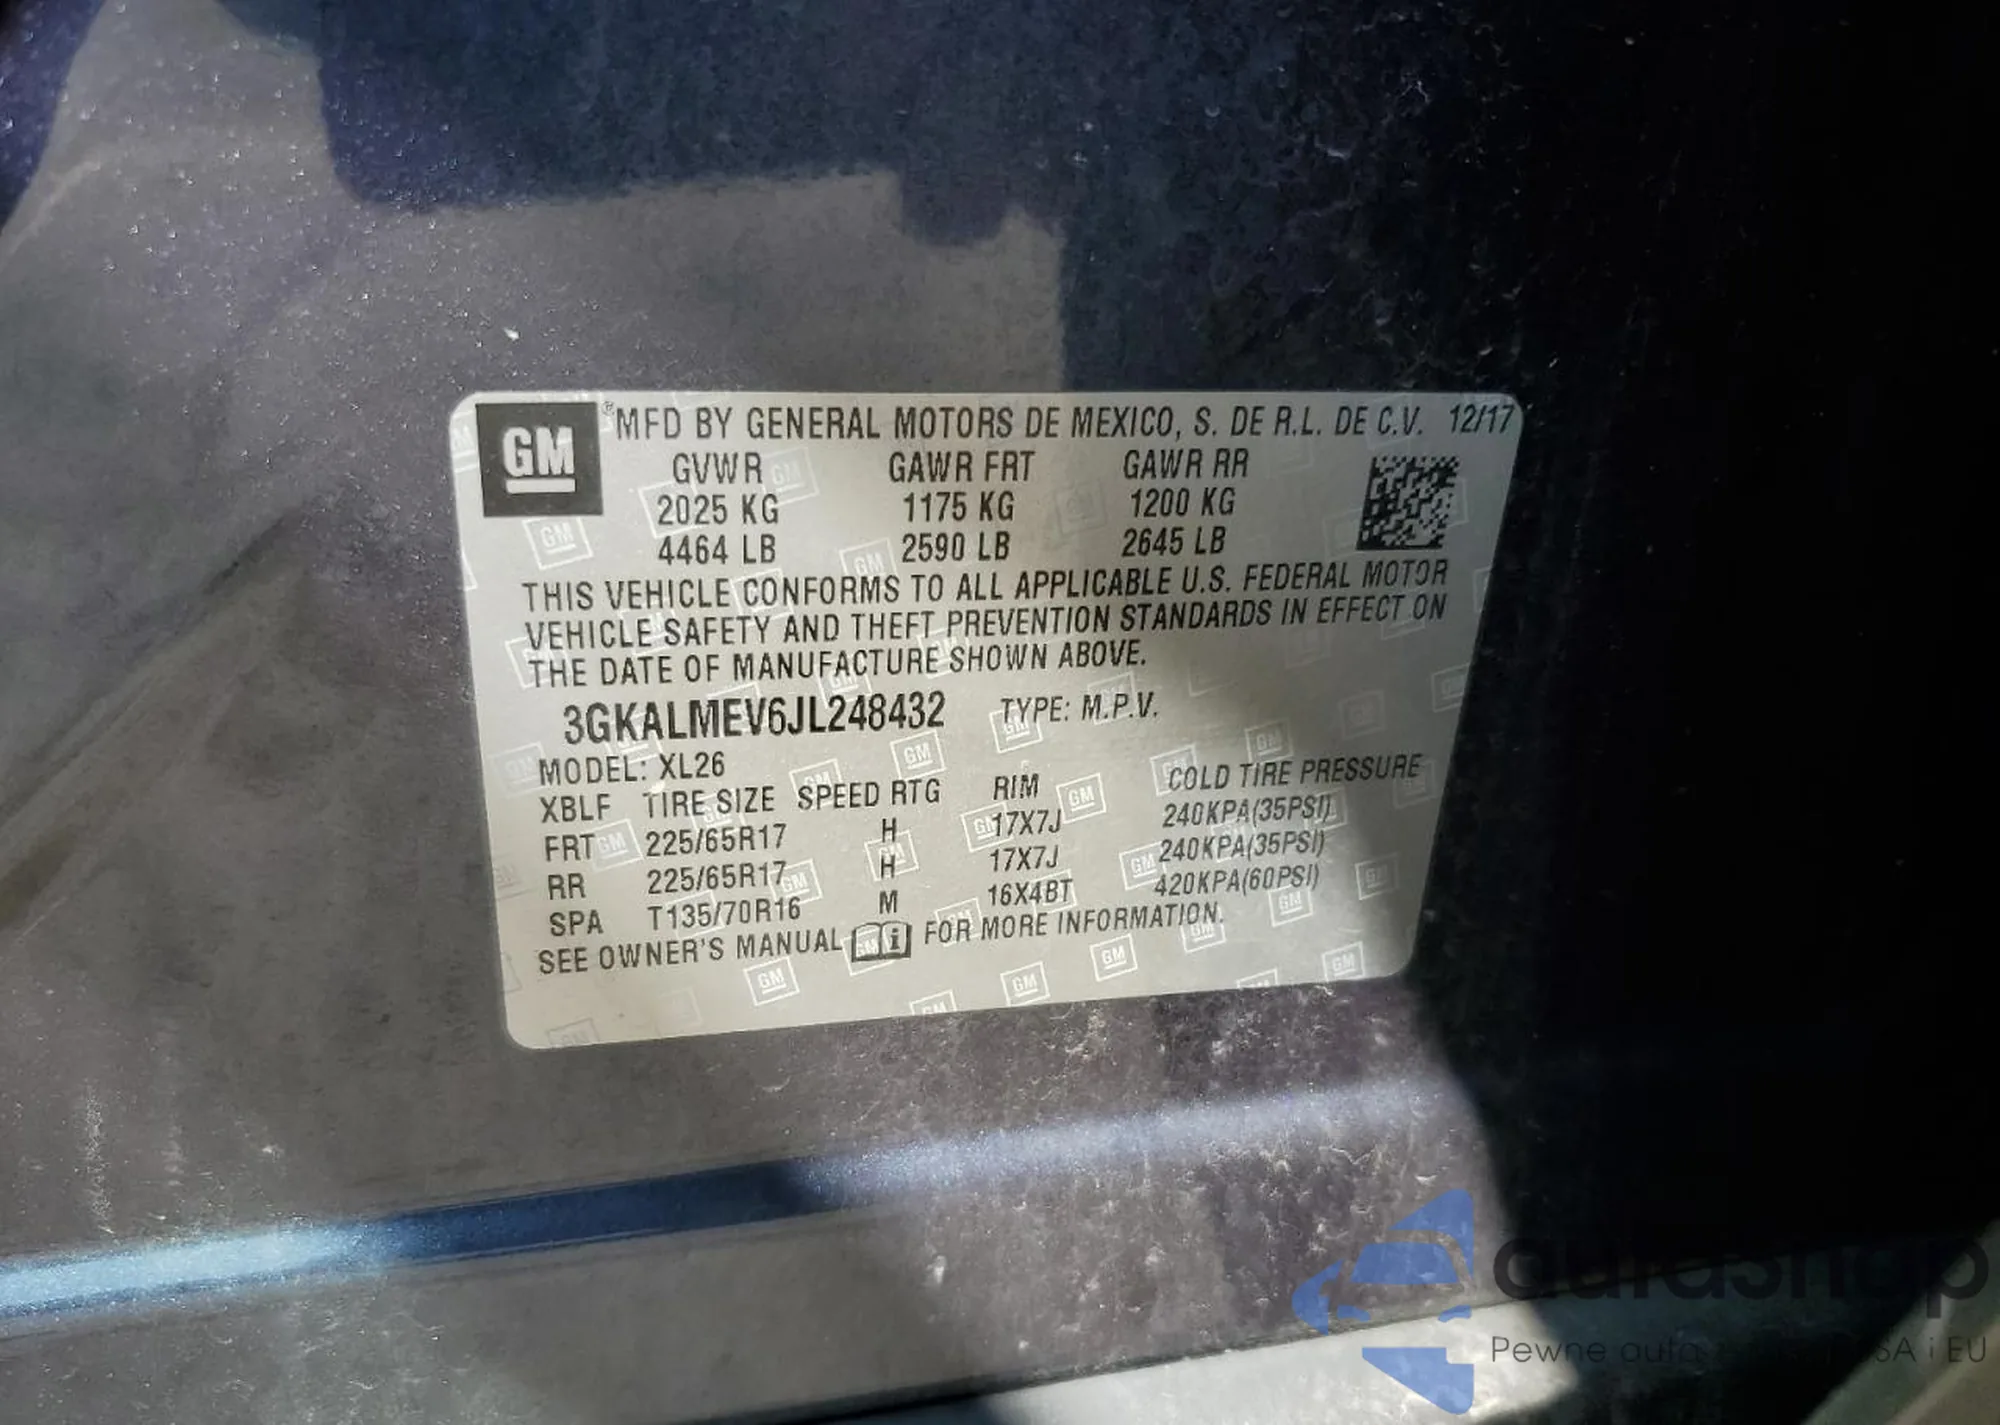 GM ® MFD BY GENERAL MOTORS DE MEXICO, S. DE R.L. DE C.V. 12/17
GVWR GAWR FRT GAWR RR
2025 KG 1175 KG 1200 KG
4464 LB 2590 LB 2645 LB
THIS VEHICLE CONFORMS TO ALL APPLICABLE U.S. FEDERAL MOTOR
VEHICLE SAFETY AND THEFT PREVENTION STANDARDS IN EFFECT ON
THE DATE OF MANUFACTURE SHOWN ABOVE.
3GKALMEV6JL248432 TYPE: M.P.V.
MODEL: XL26
XBLF TIRE SIZE SPEED RTG RIM COLD TIRE PRESSURE
FRT 225/65R17 H 17X7J 240KPA(35PSI)
RR 225/65R17 H 17X7J 240KPA(35PSI)
SPA T135/70R16 M 16X4BT 420KPA(60PSI)
SEE OWNER'S MANUAL i FOR MORE INFORMATION.
Pewne auta SA i EU